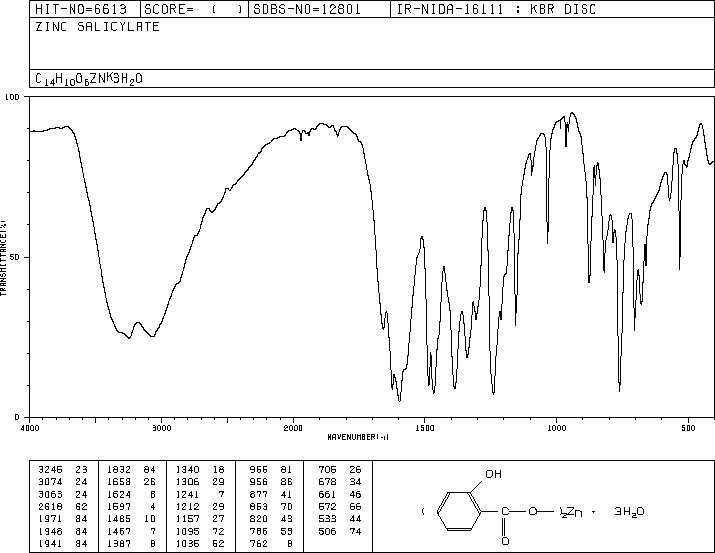 HIT-NO=6613 SCORE= ( ) SDBS-NO=12801 IR-NIDA-16111 : KBR DISC
ZINC SALICYLATE
C14H10O6ZNK3H2O
100
TRANSMITTANCE(%)
50
0
4000 3000 2000 1500 1000 500
WAVENUMBER(-1)
3245 23 1832 84 1340 18 966 81 705 26
3074 24 1658 26 1306 29 956 86 678 34
3063 24 1624 8 1241 7 877 41 661 46
2618 62 1597 4 1212 29 853 70 572 66
1971 84 1485 10 1157 27 820 43 533 44
1948 84 1467 7 1095 72 786 53 506 74
1941 84 1387 8 1035 52 762 8
OH
( C O )2Zn · 3H2O
O